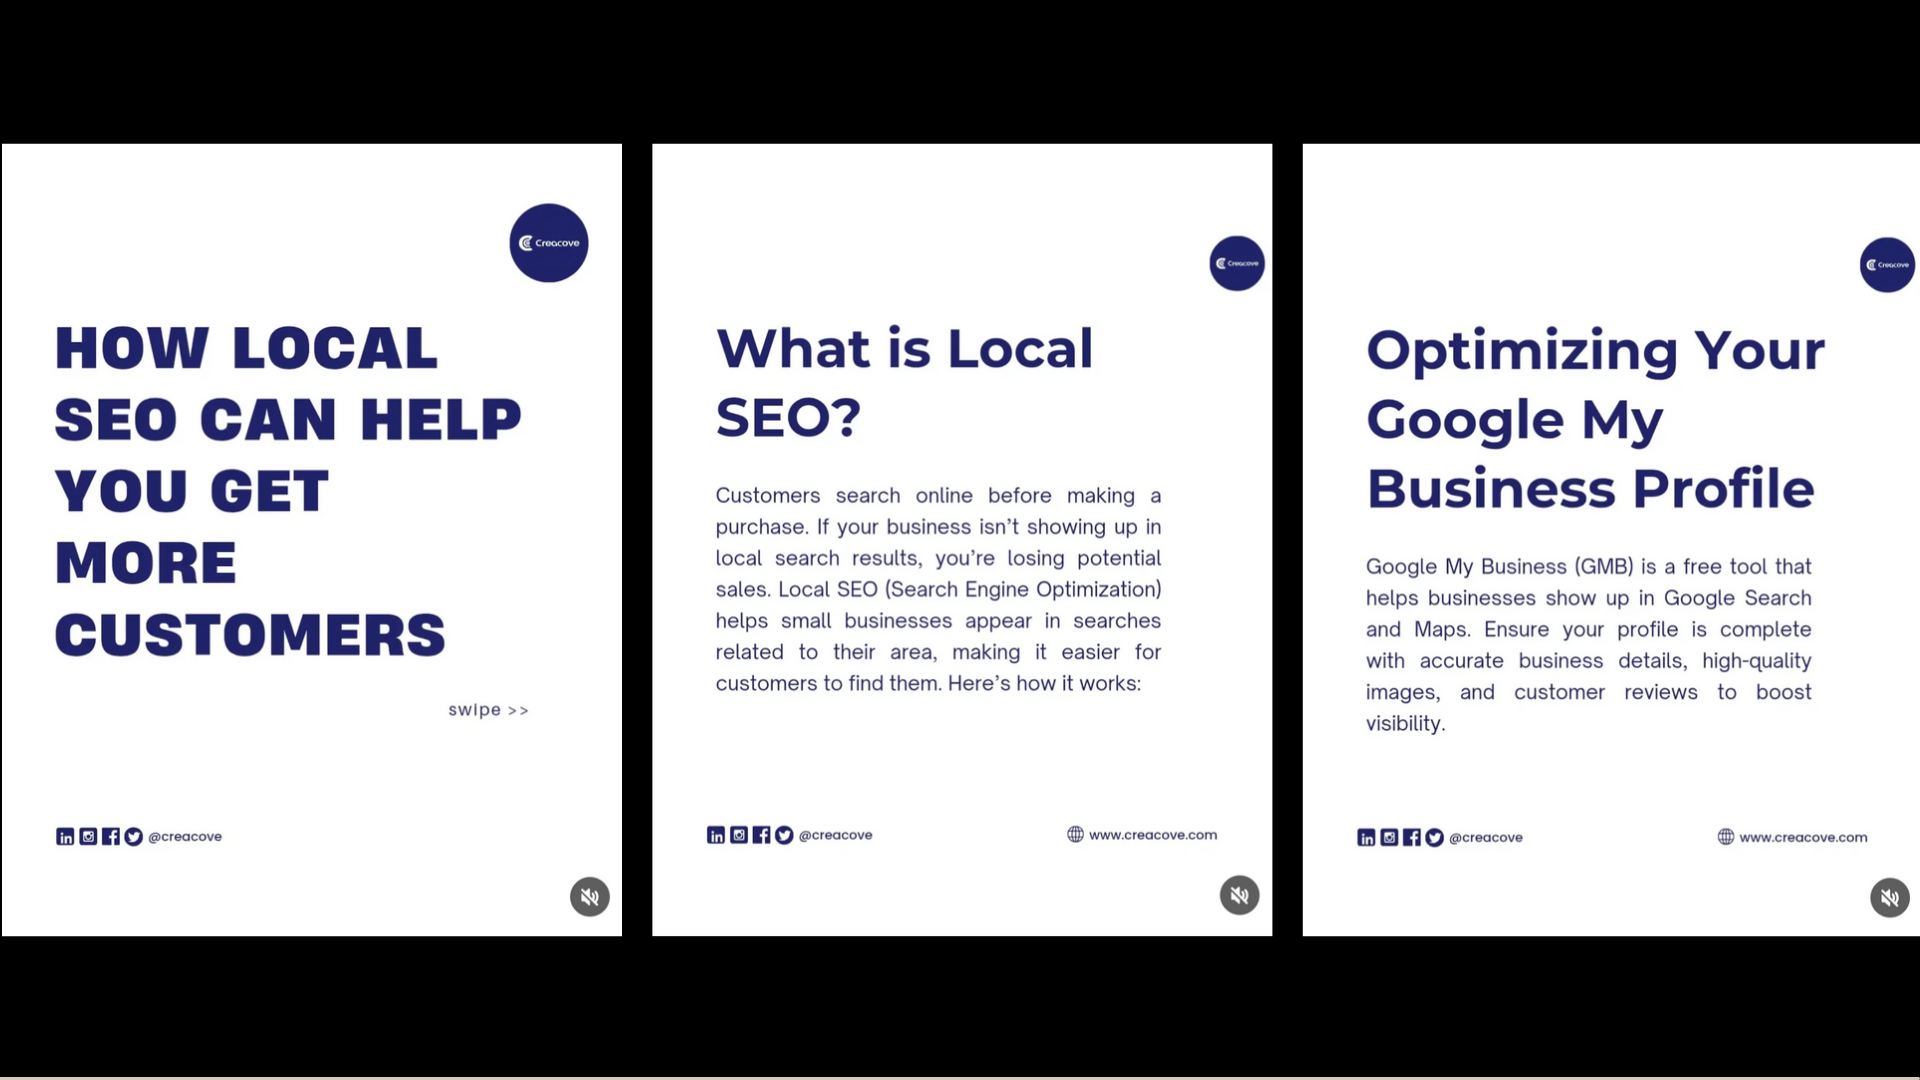 Creacove
HOW LOCAL
SEO CAN HELP
YOU GET
MORE
CUSTOMERS
swipe >>
@creacove
Creacove
What is Local
SEO?
Customers search online before making a
purchase. If your business isn't showing up in
local search results, you're losing potential
sales. Local SEO (Search Engine Optimization)
helps small businesses appear in searches
related to their area, making it easier for
customers to find them. Here's how it works:
@creacove
www.creacove.com
Creacove
Optimizing Your
Google My
Business Profile
Google My Business (GMB) is a free tool that
helps businesses show up in Google Search
and Maps. Ensure your profile is complete
with accurate business details, high-quality
images, and customer reviews to boost
visibility.
@creacove
www.creacove.com